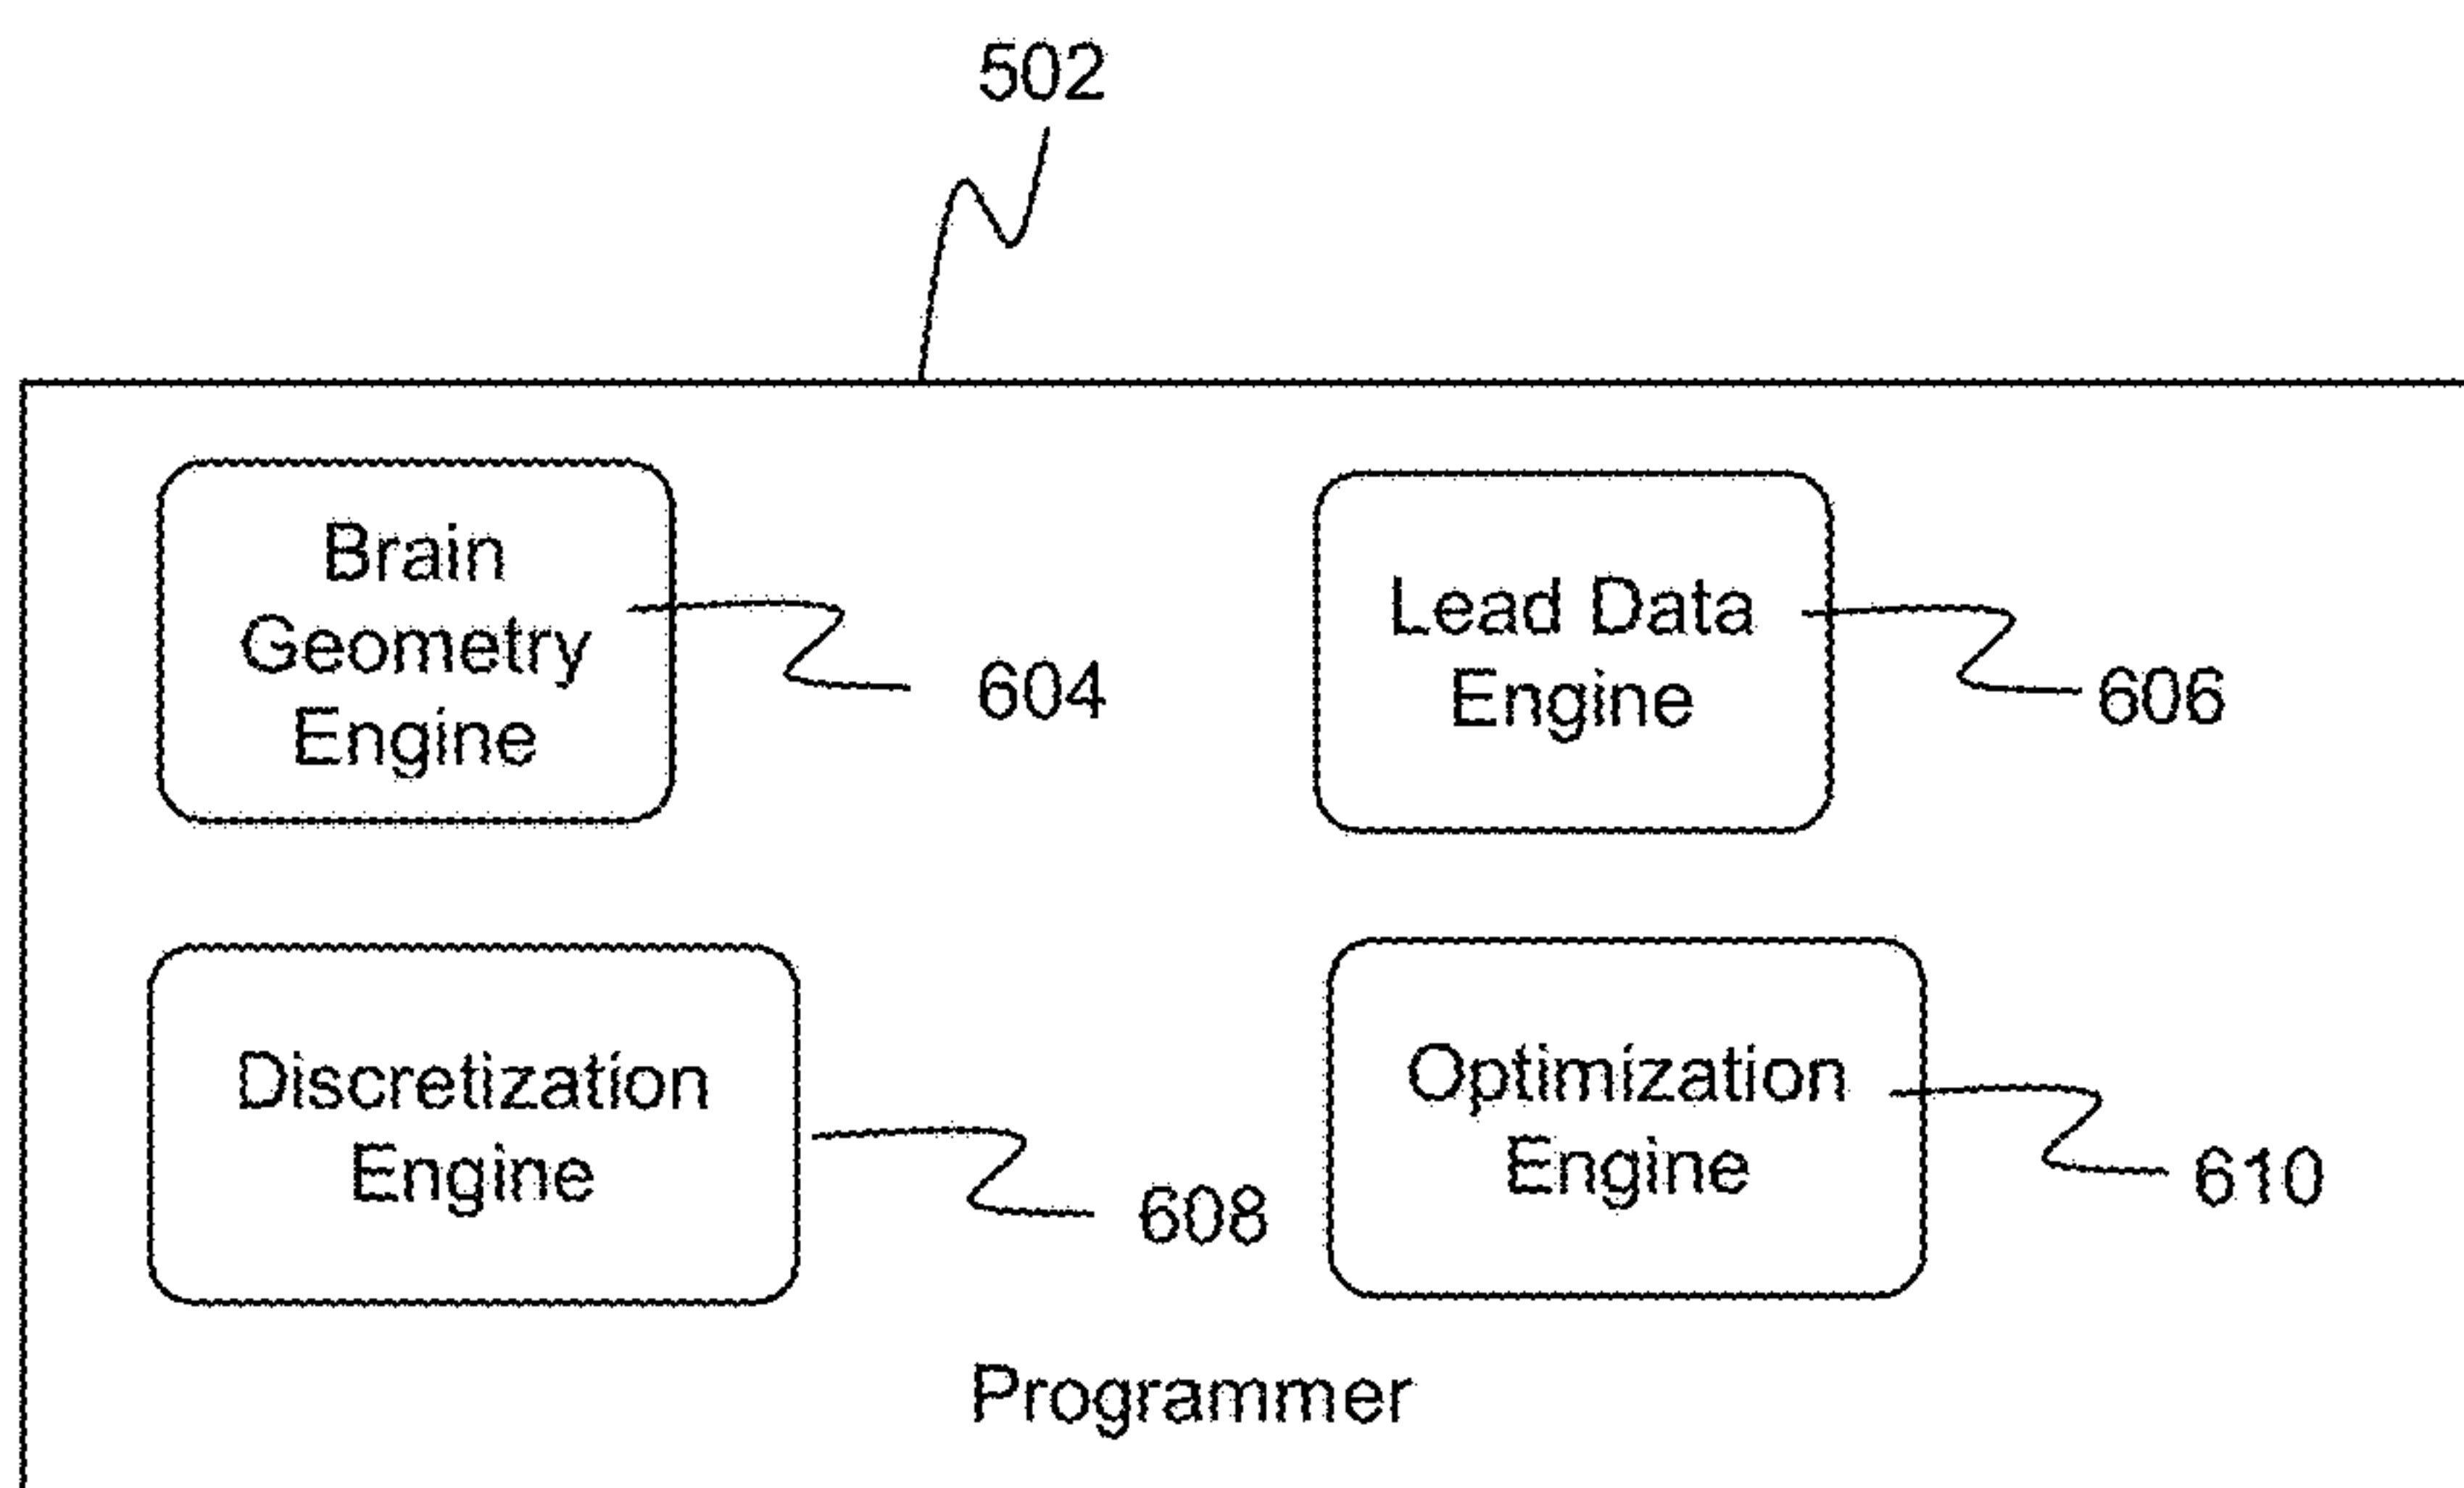 502
Brain
Geometry
Engine
604
Lead Data
Engine
606
Discretization
Engine
608
Optimization
Engine
610
Programmer